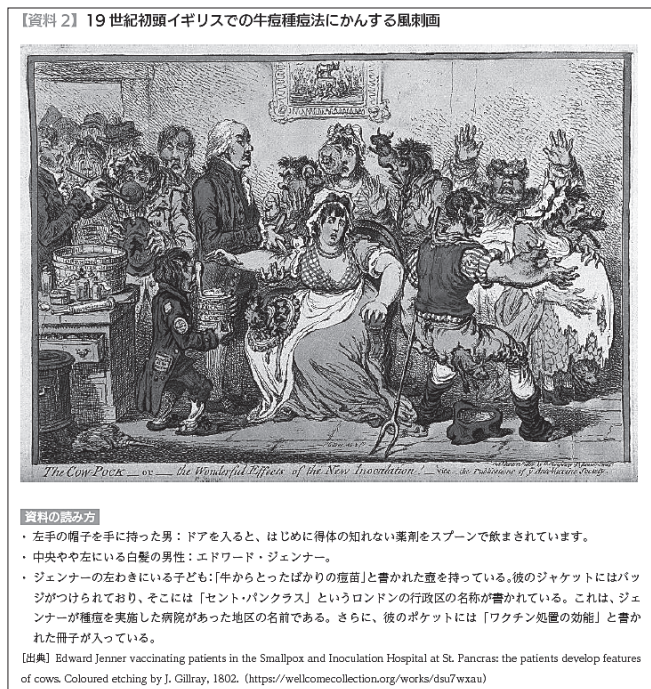 【資料 2】 19 世紀初頭イギリスでの牛痘種痘法にかんする風刺画
The Cow-Pock _ or _ the Wonderful Effects of the New Inoculation! _ Vide _ the Publications of ye Anti-Vaccine Society.
資料の読み方
・ 左手の帽子を手に持った男：ドアを入ると、はじめに得体の知れない薬剤をスプーンで飲まされています。
・ 中央やや左にいる白髪の男性：エドワード・ジェンナー。
・ ジェンナーの左わきにいる子ども：「牛からとったばかりの痘苗」と書かれた壺を持っている。彼のジャケットにはバッ
ジがつけられており、そこには「セント・パンクラス」というロンドンの行政区の名称が書かれている。これは、ジェ
ンナーが種痘を実施した病院があった地区の名前である。さらに、彼のポケットには「ワクチン処置の効能」と書か
れた冊子が入っている。
［出典］ Edward Jenner vaccinating patients in the Smallpox and Inoculation Hospital at St. Pancras: the patients develop features
of cows. Coloured etching by J. Gillray, 1802.（https://wellcomecollection.org/works/dsu7wxau）